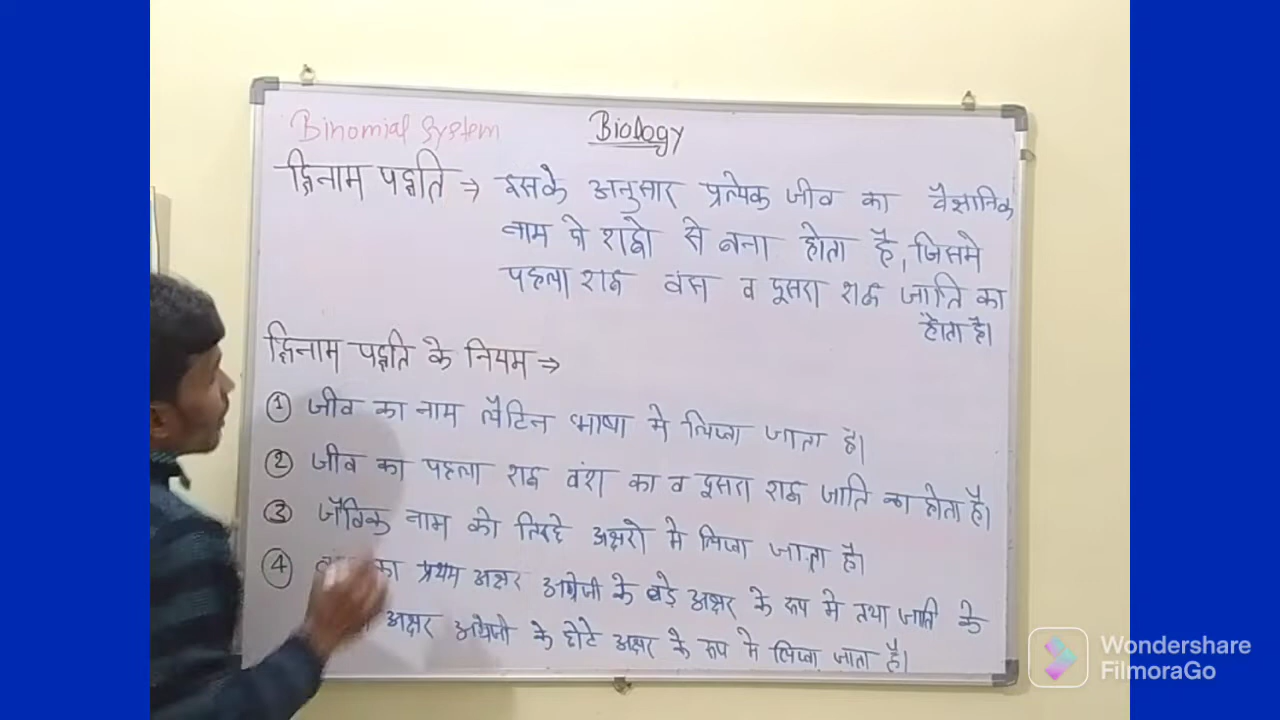 Binomial System
Biology
द्विनाम पद्धति ⇒ इसके अनुसार प्रत्येक जीव का वैज्ञानिक
नाम दो शब्दो से बना होता है, जिसमे
पहला शब्द वंश व दूसरा शब्द जाति का
होता है।
द्विनाम पद्धति के नियम ⇒
① जीव का नाम लैटिन भाषा मे लिखा जाता है।
② जीव का पहला शब्द वंश का व दूसरा शब्द जाति का होता है।
③ जैविक नाम को तिरछे अक्षरो मे लिखा जाता है।
④ का प्रथम अक्षर अंग्रेजी के बड़े अक्षर के रूप मे तथा जाति के
अक्षर अंग्रेजी के छोटे अक्षर के रूप मे लिखा जाता है।
Wondershare
FilmoraGo